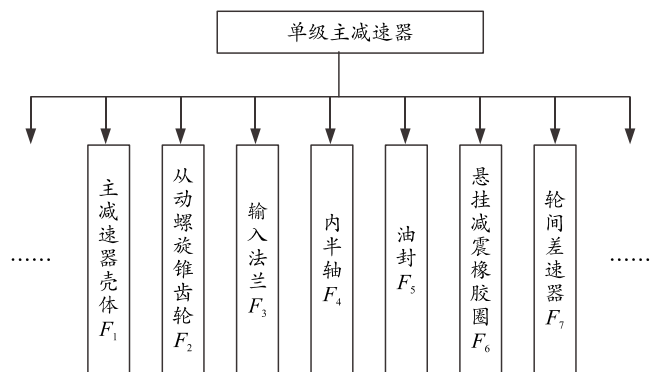 单级主减速器
主减速器壳体F₁
从动螺旋锥齿轮F₂
输入法兰F₃
内半轴F₄
油封F₅
悬挂减震橡胶圈F₆
轮间差速器F₇
……
……